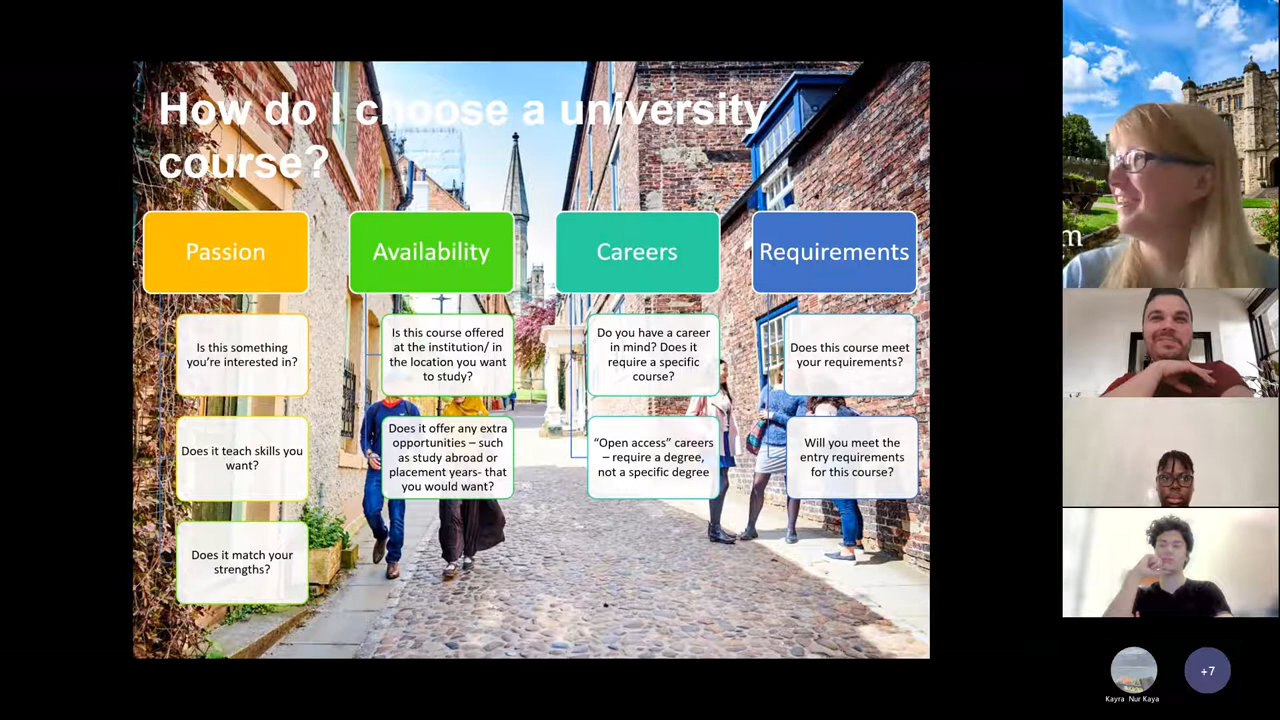 How do I choose a university
course?
Passion
Is this something
you're interested in?
Does it teach skills you
want?
Does it match your
strengths?
Availability
Is this course offered
at the institution/ in
the location you want
to study?
Does it offer any extra
opportunities – such
as study abroad or
placement years- that
you would want?
Careers
Do you have a career
in mind? Does it
require a specific
course?
“Open access” careers
– require a degree,
not a specific degree
Requirements
Does this course meet
your requirements?
Will you meet the
entry requirements
for this course?
m
Kayra Nur Kaya
+7